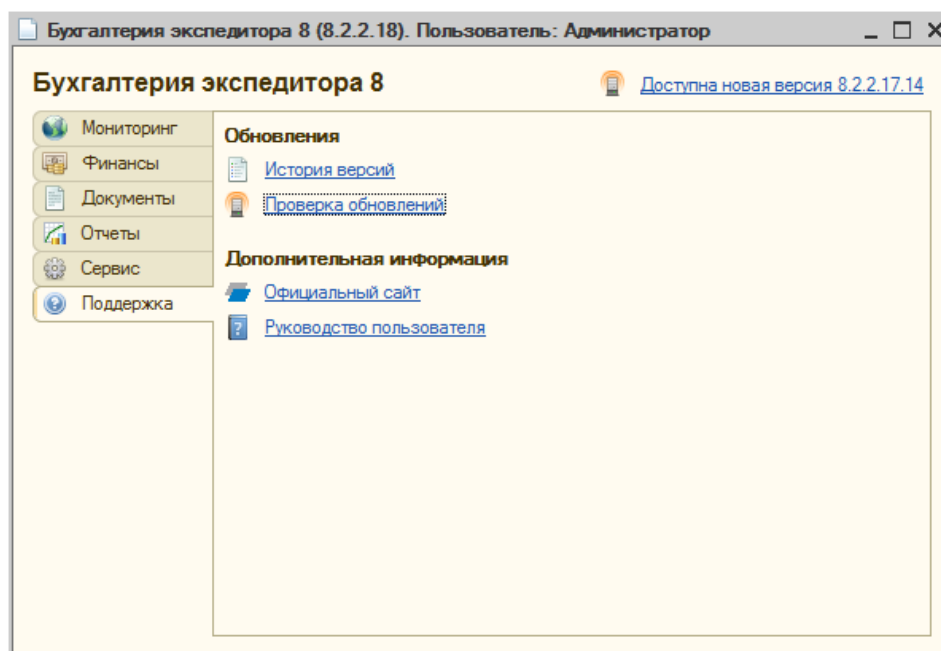 Бухгалтерия экспедитора 8 (8.2.2.18). Пользователь: Администратор
Бухгалтерия экспедитора 8
Доступна новая версия 8.2.2.17.14
Мониторинг
Финансы
Документы
Отчеты
Сервис
Поддержка
Обновления
История версий
Проверка обновлений
Дополнительная информация
Официальный сайт
Руководство пользователя